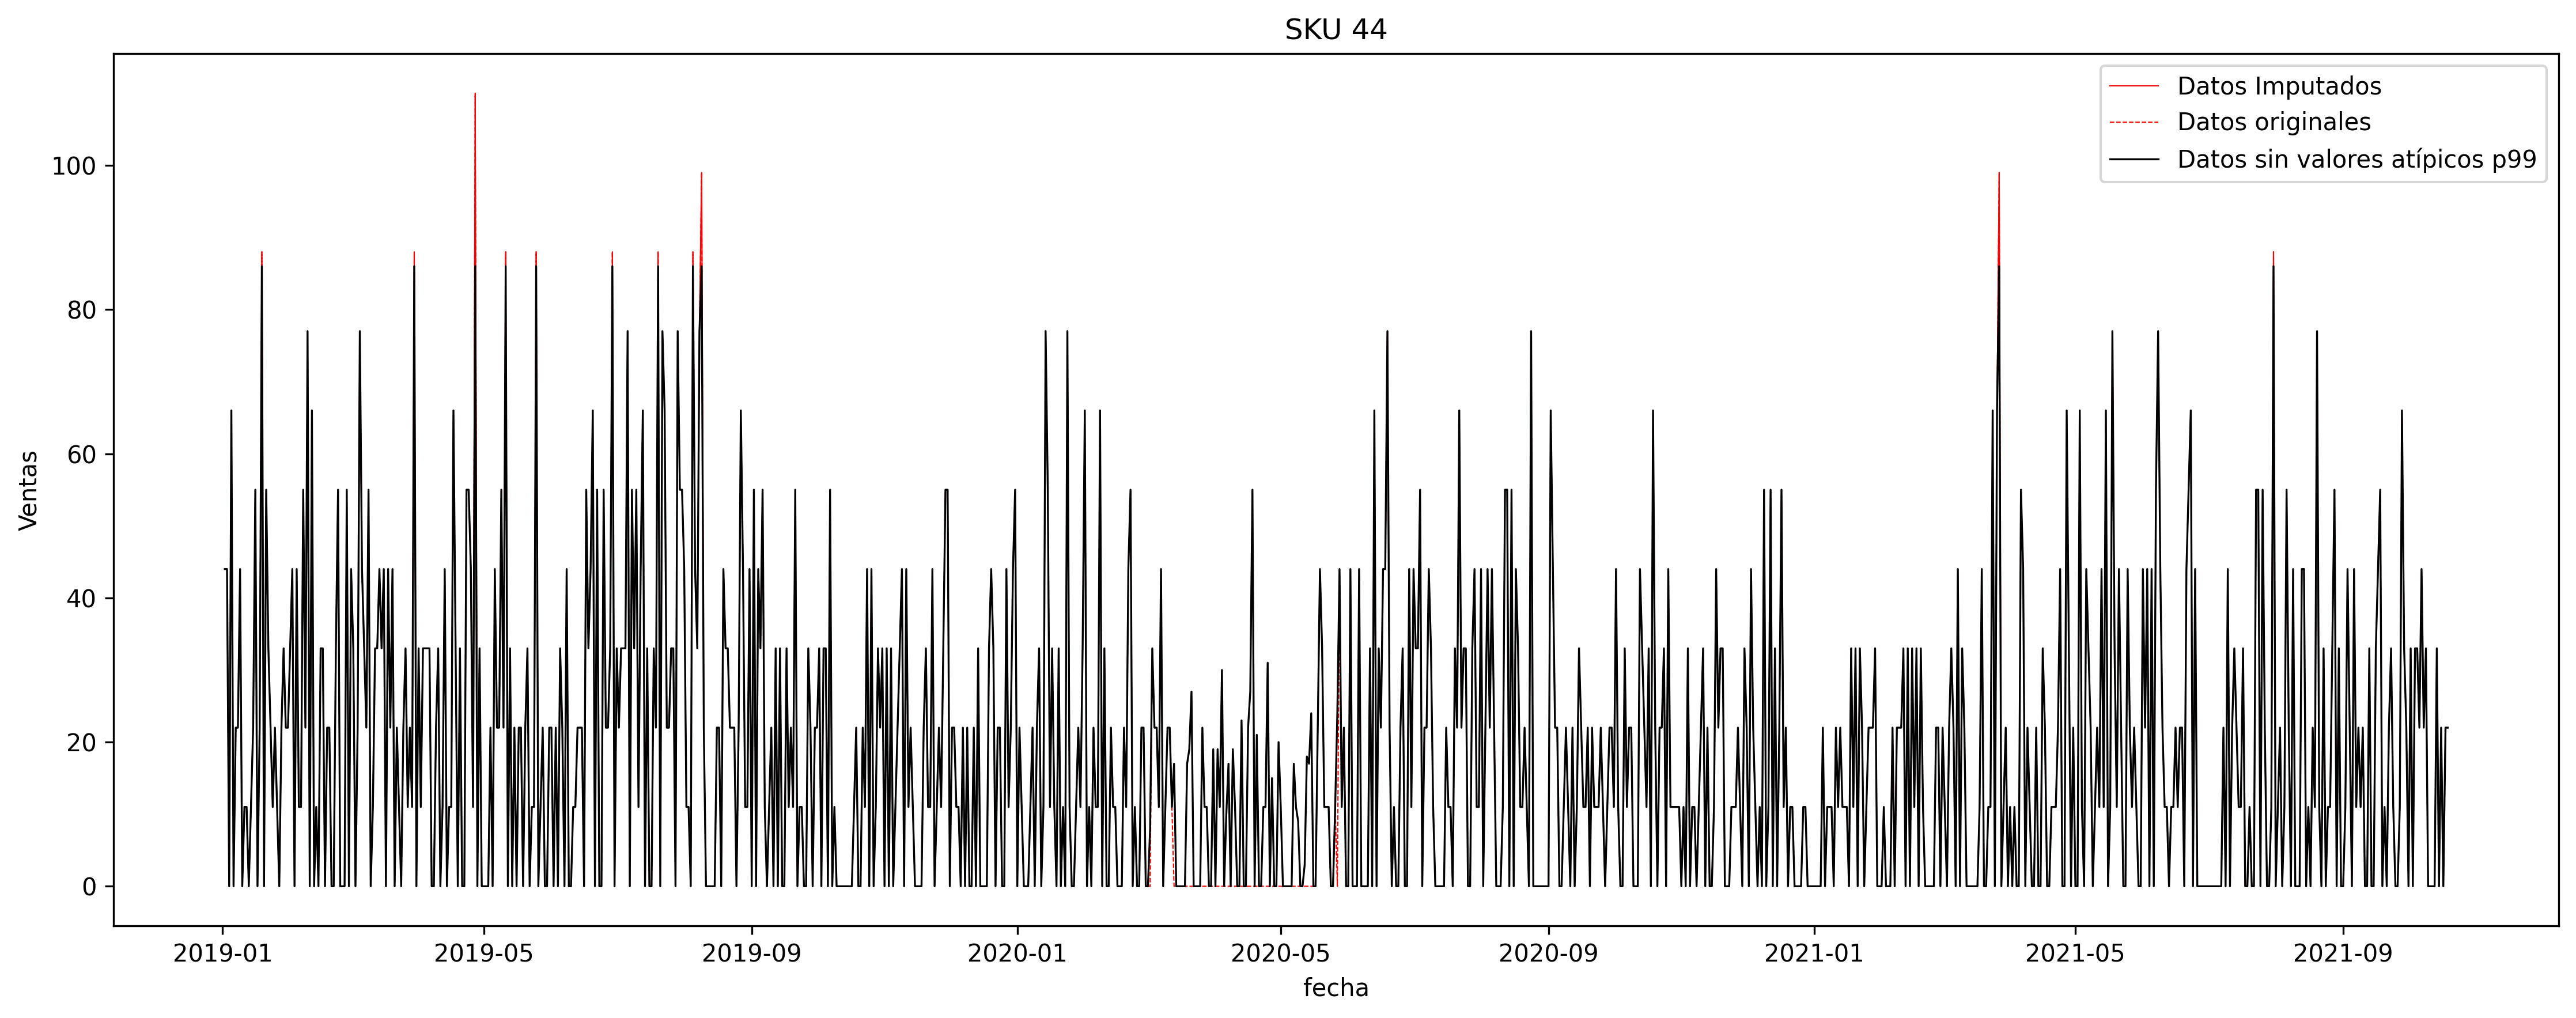 SKU 44
Datos Imputados
Datos originales
Datos sin valores atípicos p99
100
80
60
40
20
0
Ventas
2019-01
2019-05
2019-09
2020-01
2020-05
2020-09
2021-01
2021-05
2021-09
fecha